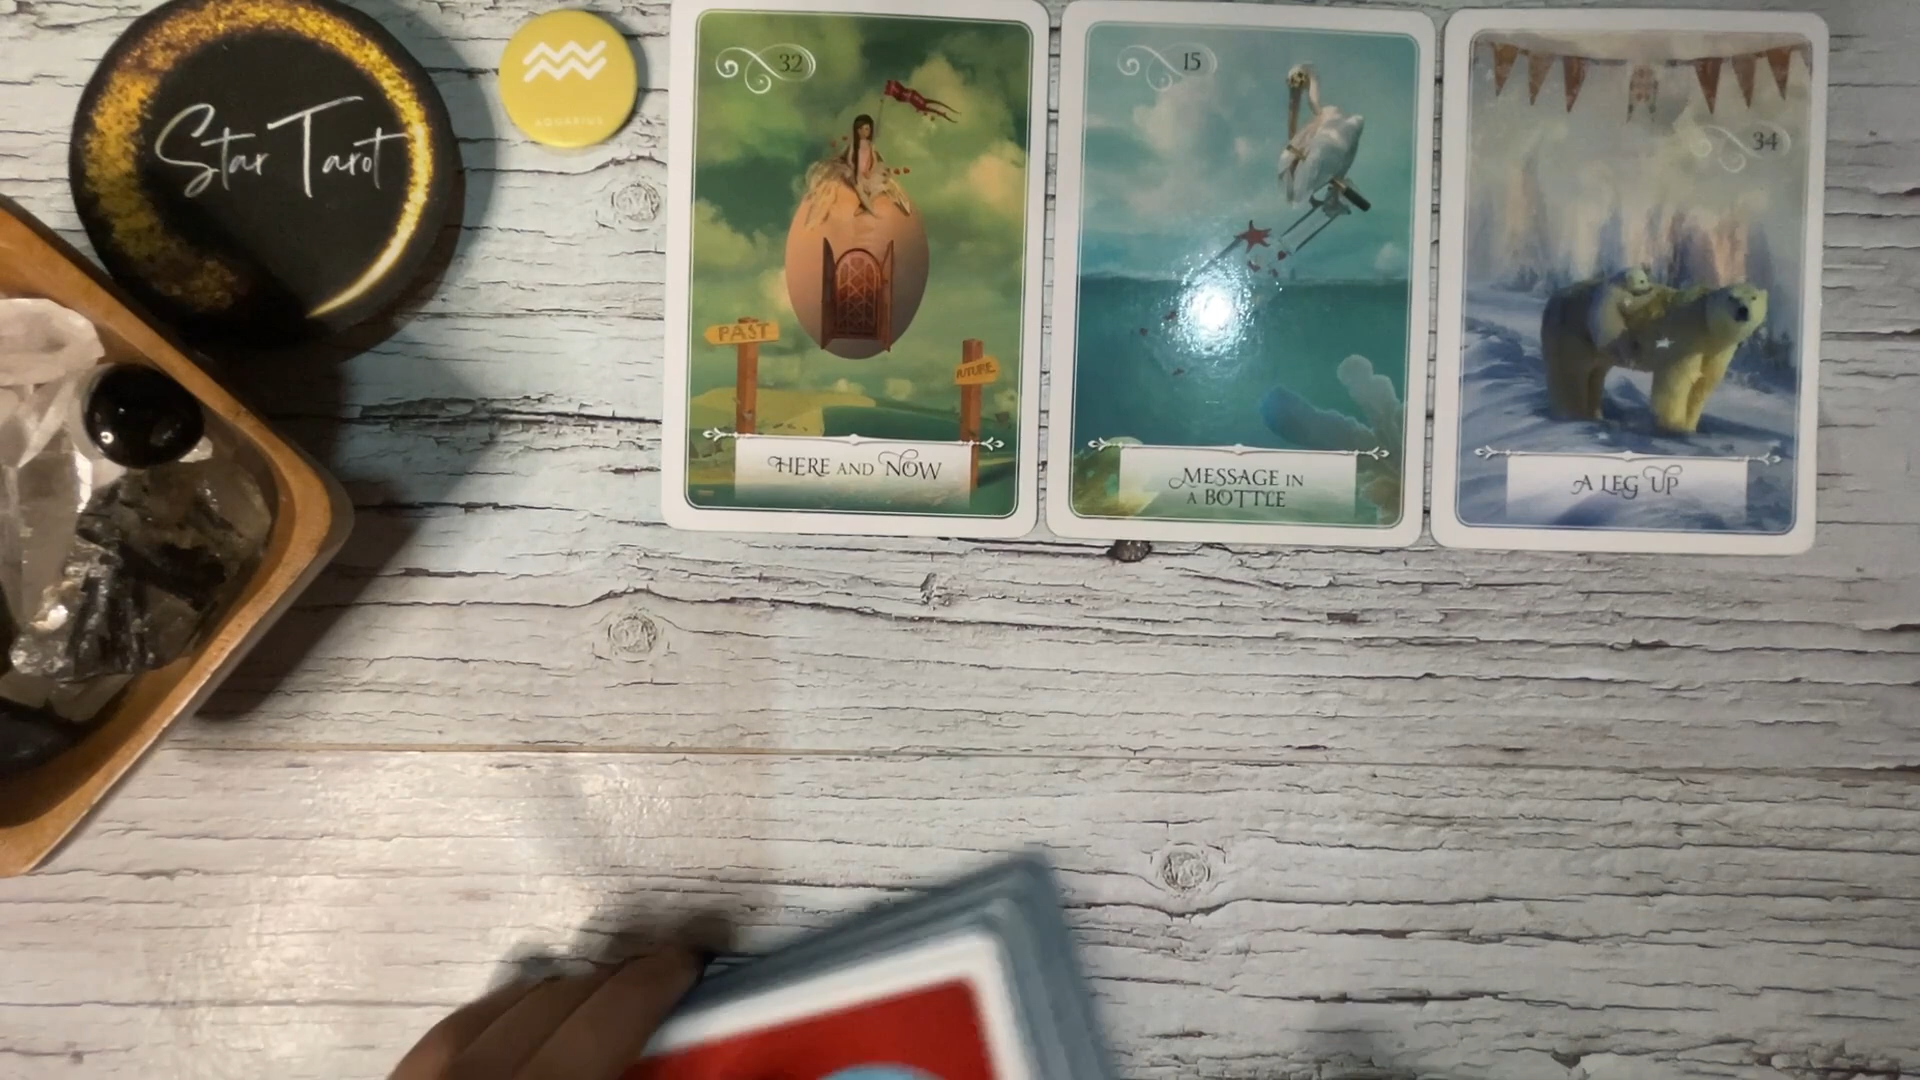 Star Tarot
AQUARIUS
32
PAST
FUTURE
HERE AND NOW
15
MESSAGE IN
A BOTTLE
34
A LEG UP